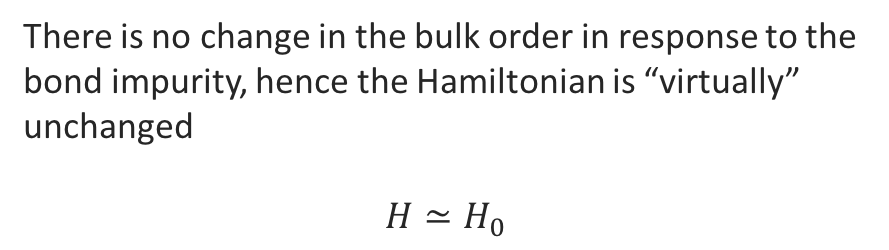 There is no change in the bulk order in response to the
bond impurity, hence the Hamiltonian is “virtually”
unchanged
H ≃ H₀